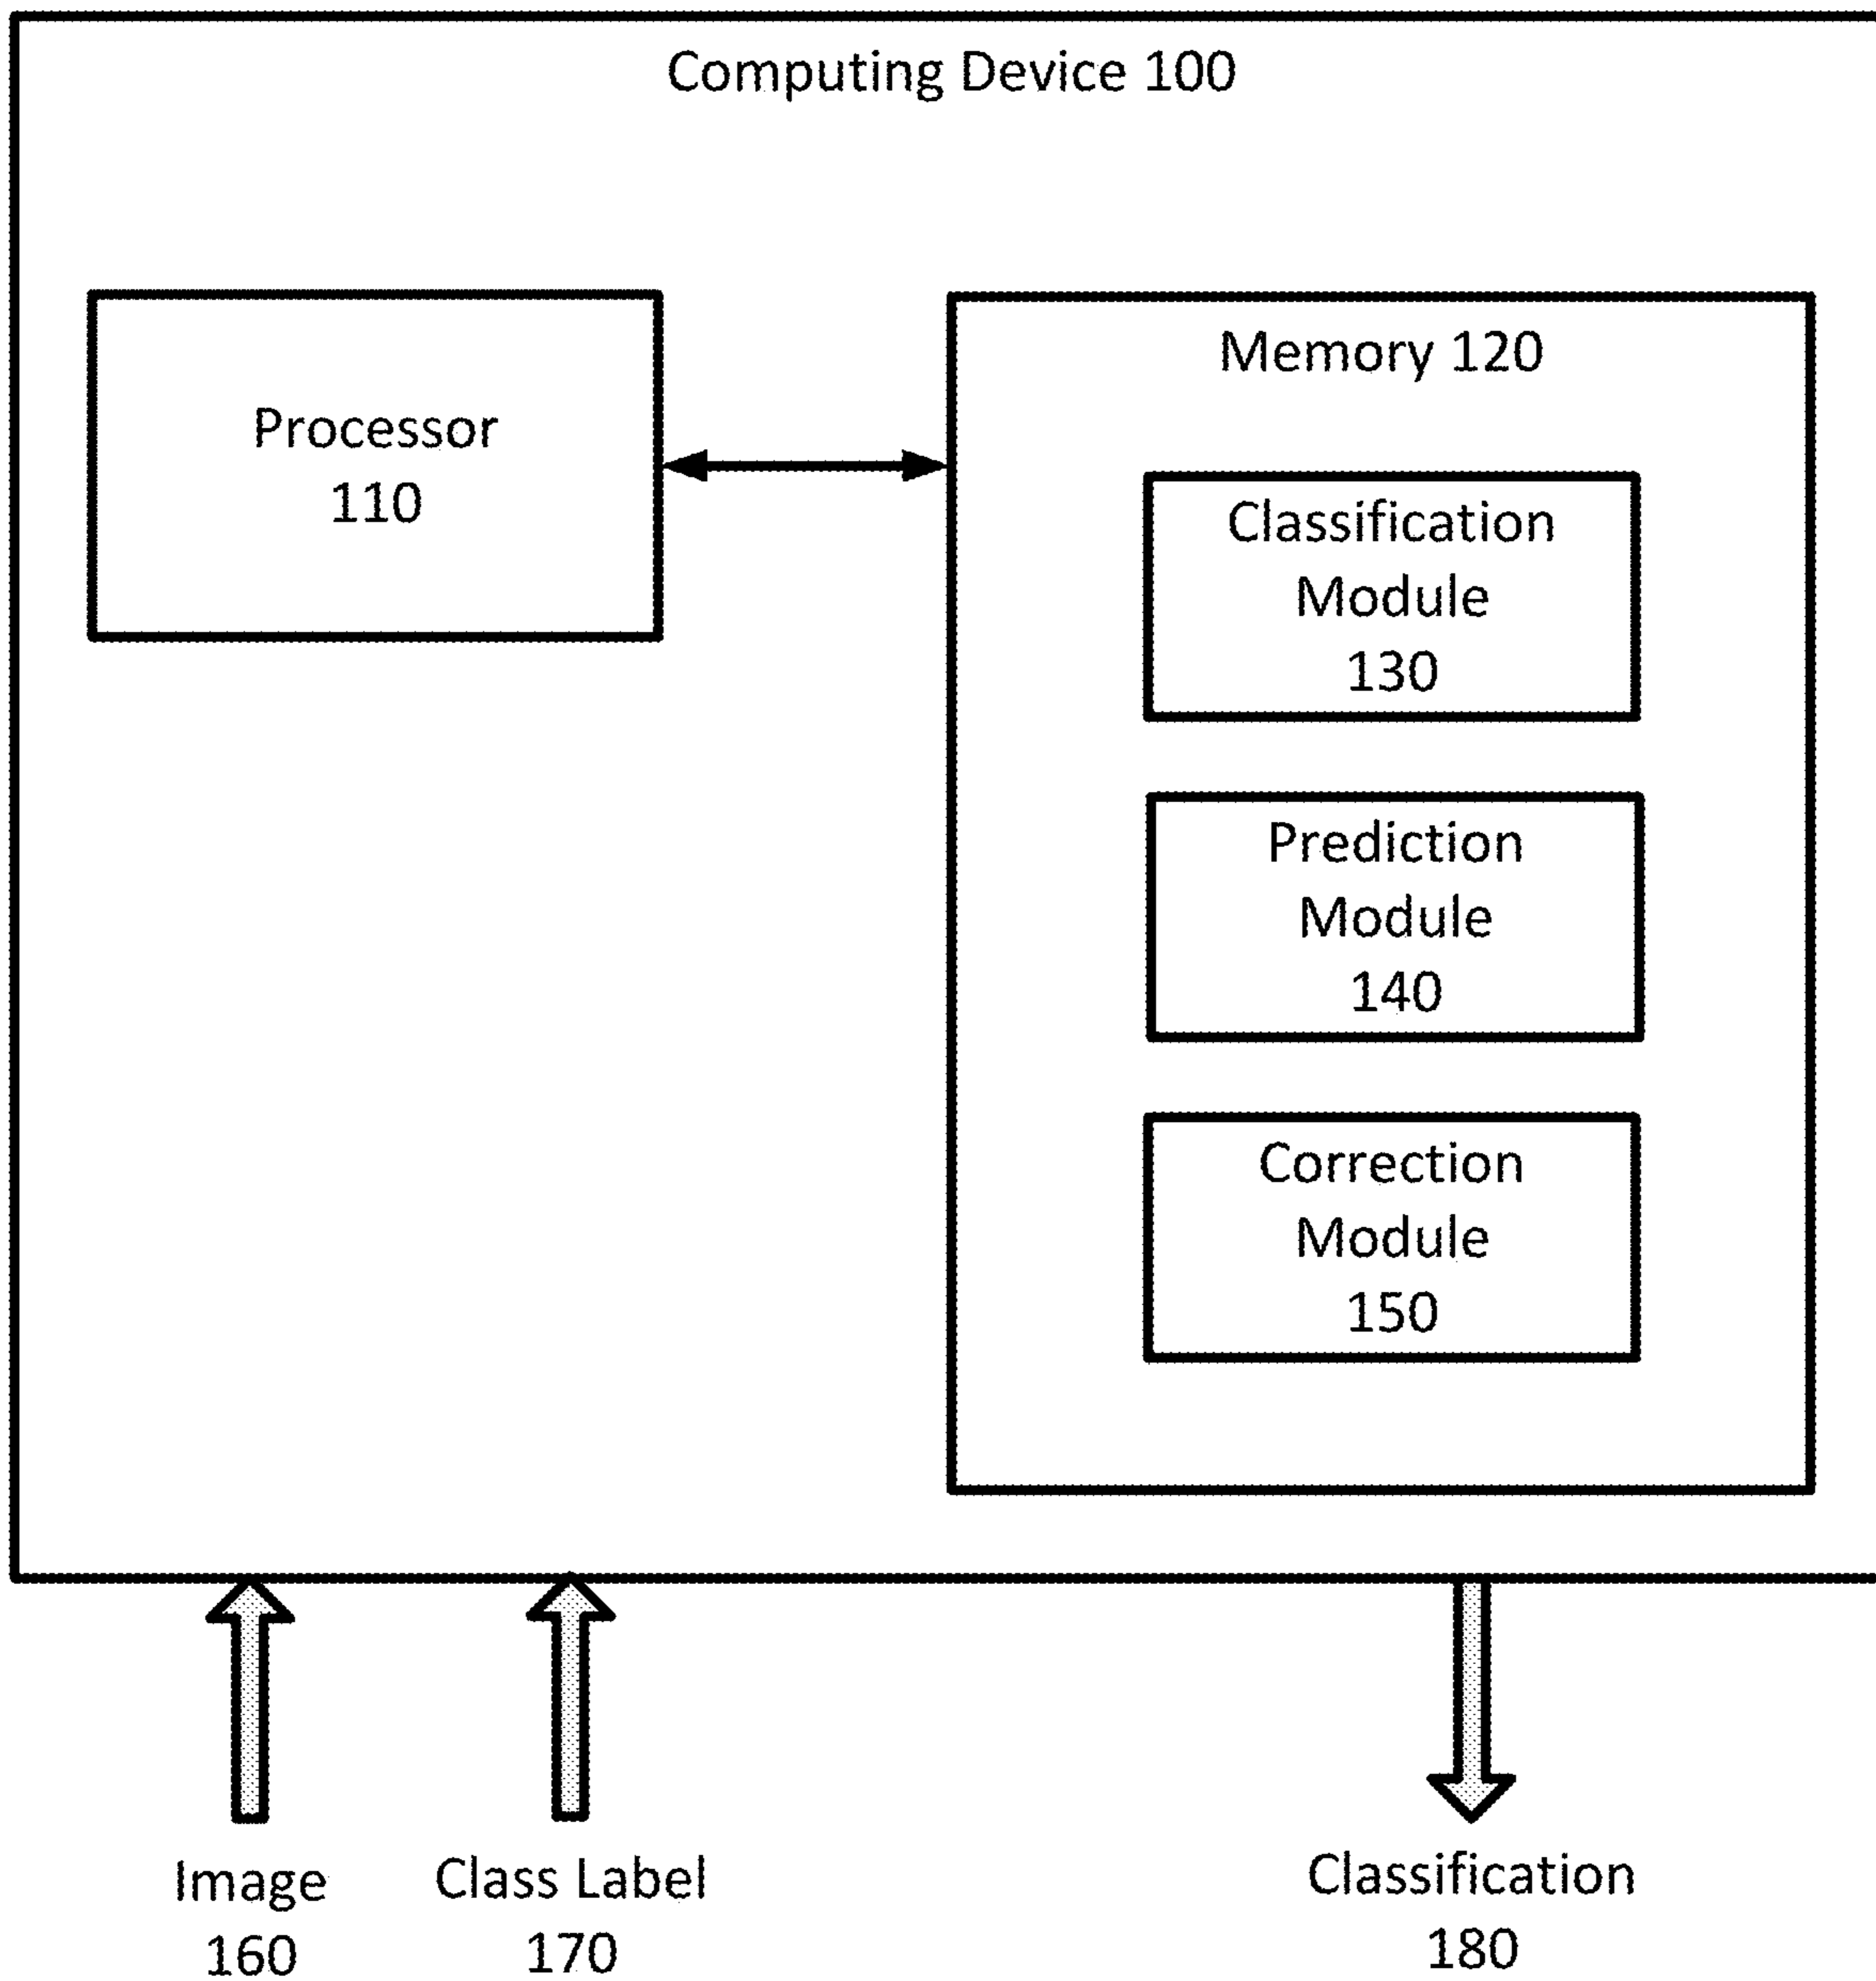 Computing Device 100
Processor
110
Memory 120
Classification
Module
130
Prediction
Module
140
Correction
Module
150
Image
160
Class Label
170
Classification
180